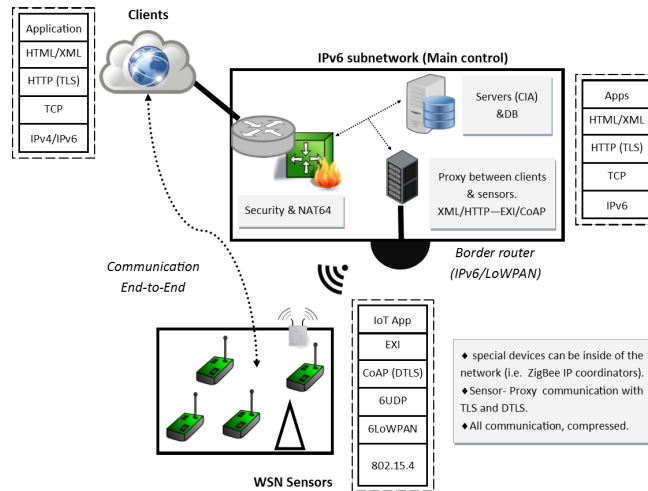 Clients
Application
HTML/XML
HTTP (TLS)
TCP
IPv4/IPv6
IPv6 subnetwork (Main control)
Servers (CIA)
&DB
Security & NAT64
Proxy between clients
& sensors.
XML/HTTP—EXI/CoAP
Apps
HTML/XML
HTTP (TLS)
TCP
IPv6
Border router
(IPv6/LoWPAN)
Communication
End-to-End
IoT App
EXI
CoAP (DTLS)
6UDP
6LoWPAN
802.15.4
WSN Sensors
♦ special devices can be inside of the
network (i.e. ZigBee IP coordinators).
♦Sensor- Proxy communication with
TLS and DTLS.
♦All communication, compressed.